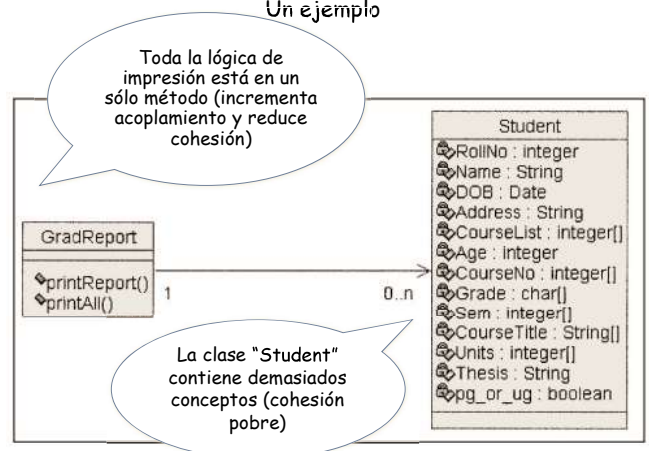 Un ejemplo
Toda la lógica de
impresión está en un
sólo método (incrementa
acoplamiento y reduce
cohesión)
GradReport
printReport()
printAll()
1
0..n
Student
RollNo : integer
Name : String
DOB : Date
Address : String
CourseList : integer[]
Age : integer
CourseNo : integer[]
Grade : char[]
Sem : integer[]
CourseTitle : String[]
Units : integer[]
Thesis : String
pg_or_ug : boolean
La clase “Student”
contiene demasiados
conceptos (cohesión
pobre)